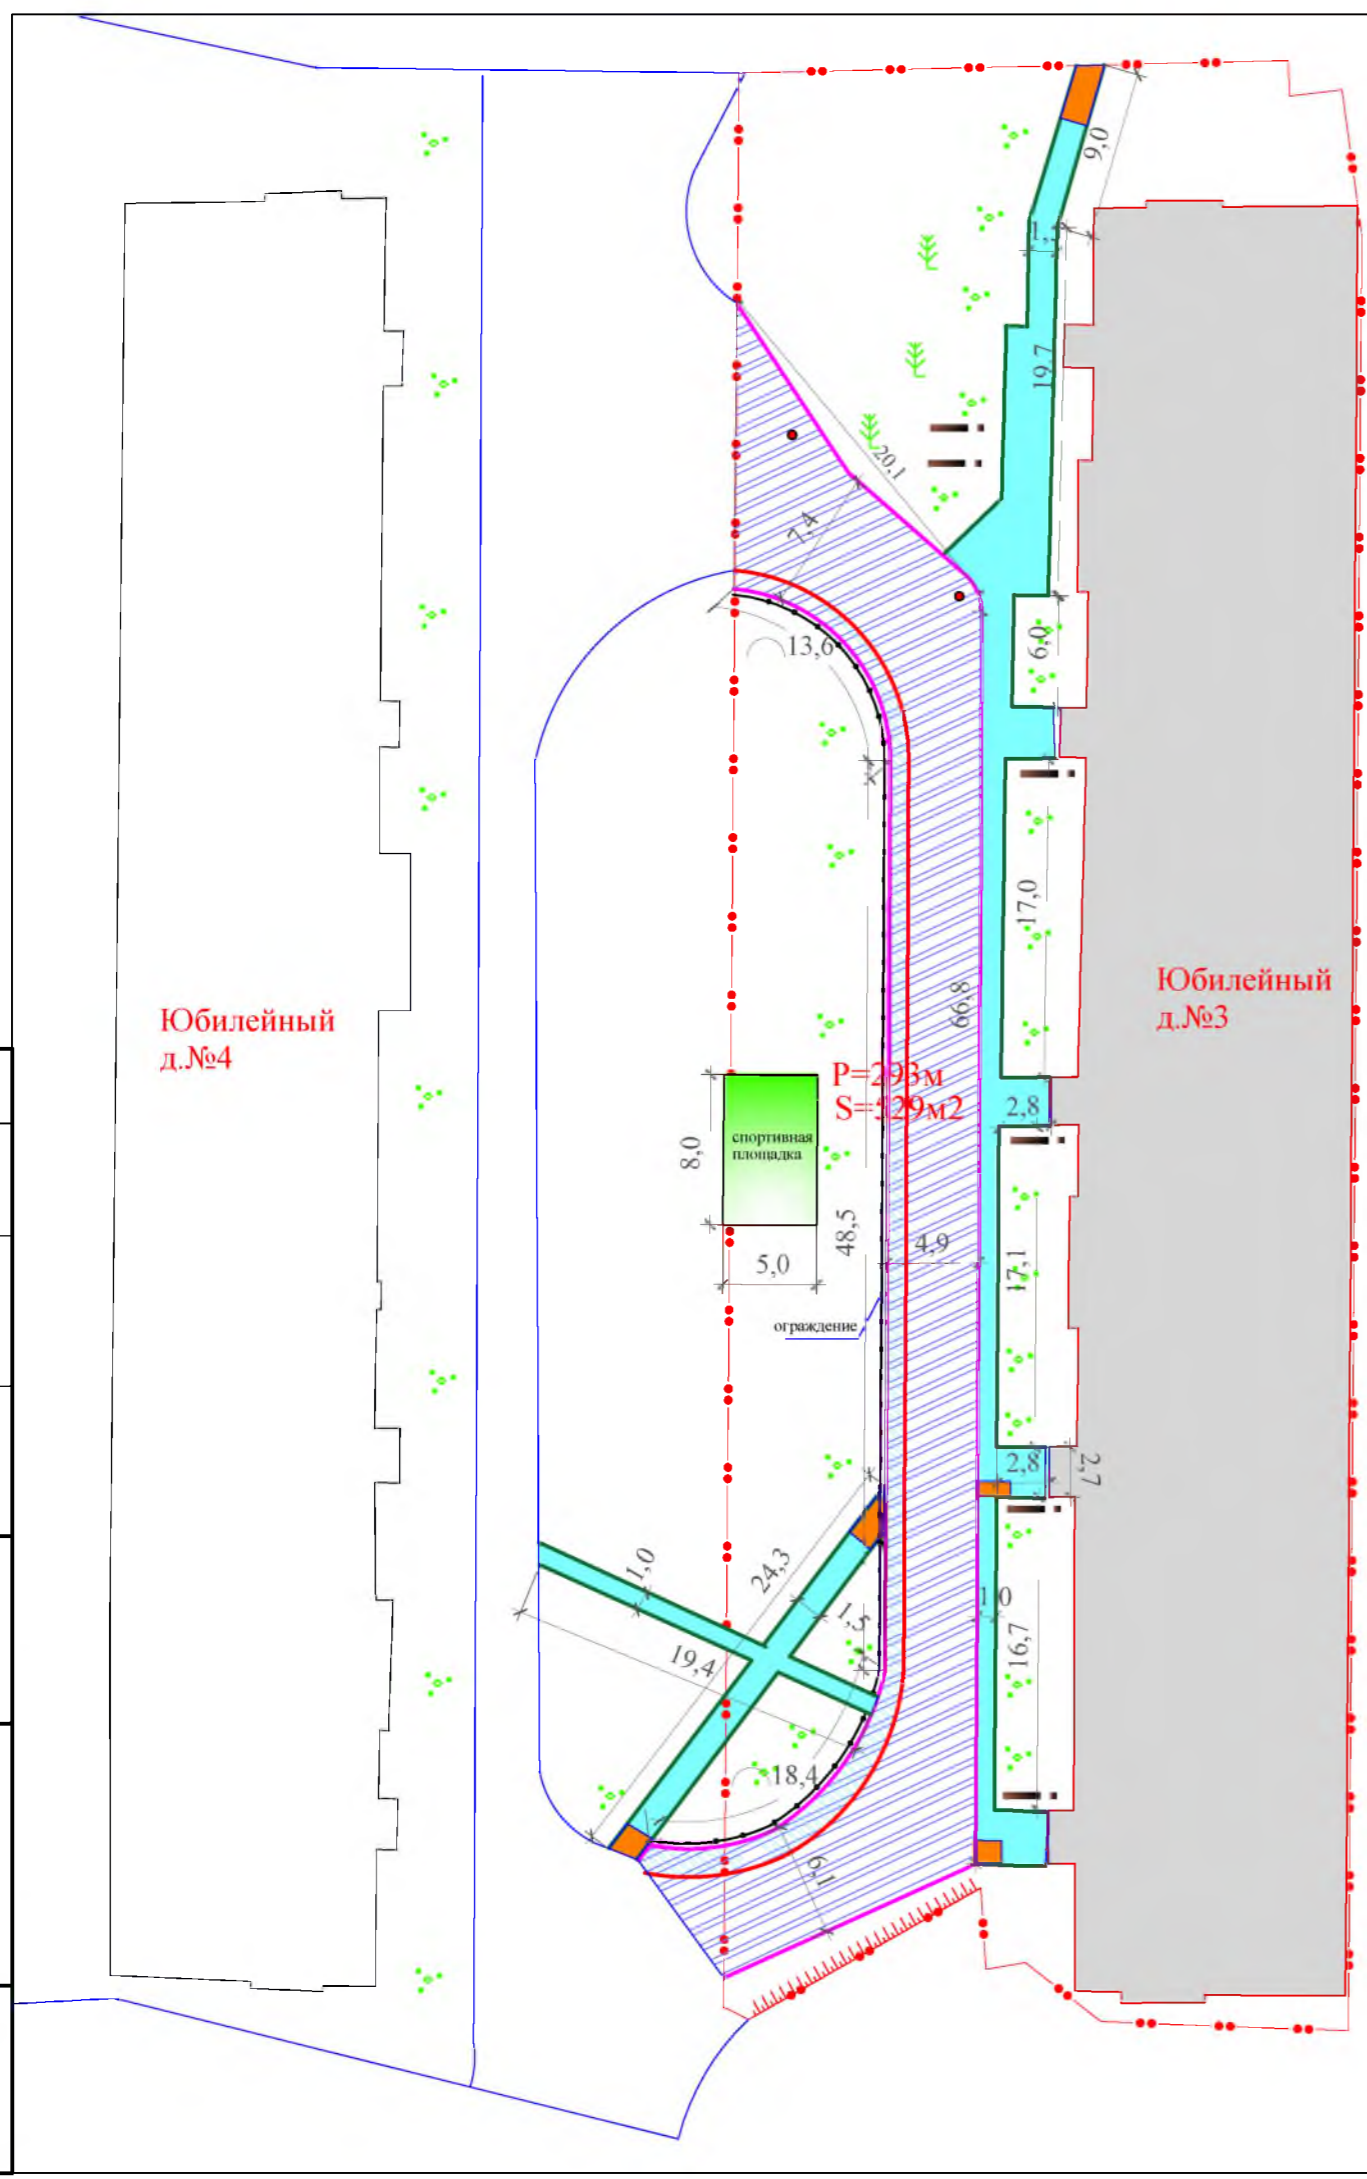 9,0
1,
19,7
20,1
7,4
13,6
6,0
17,0
66,8
Юбилейный
д.№4
Юбилейный
д.№3
P=293м
S=529м2
2,8
спортивная
площадка
8,0
48,5
4,9
5,0
17,1
ограждение
2,8
2,7
1,0
24,3
1,5
1,0
16,7
19,4
18,4
6,1